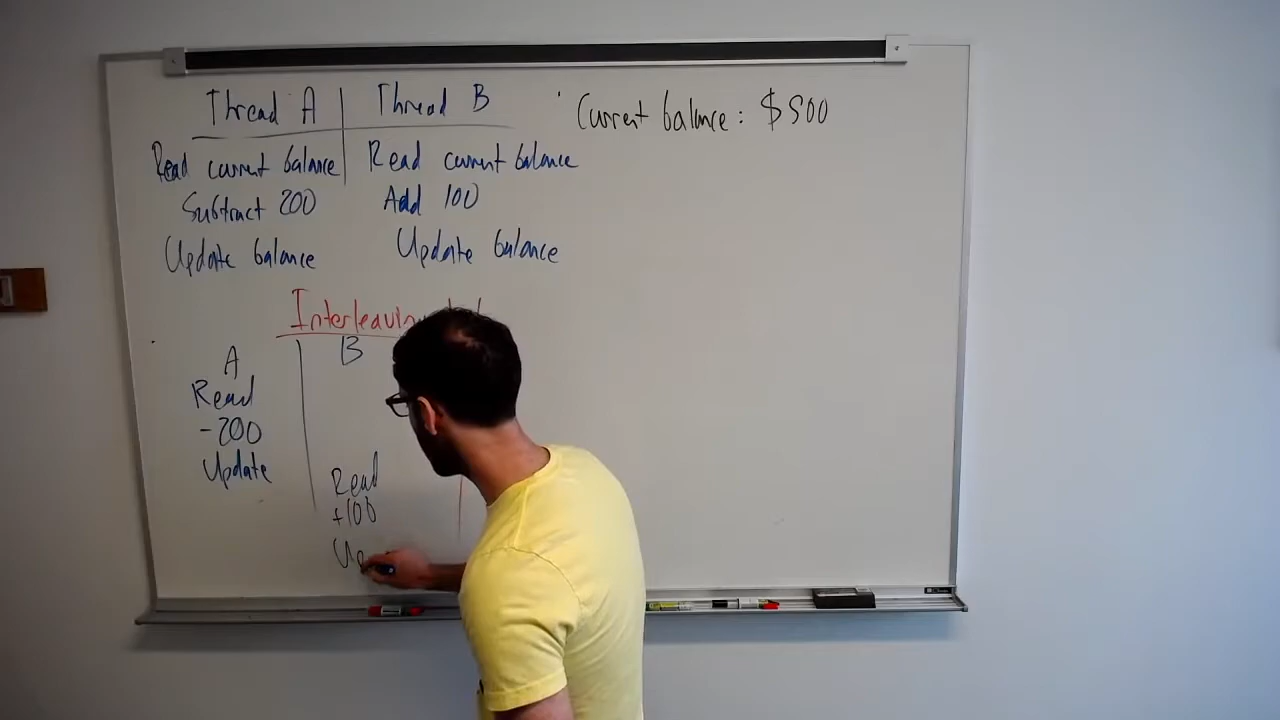 Thread A Thread B
Current balance: $500
Read current balance Read current balance
Subtract 200 Add 100
Update balance Update balance
A B
Read
-200
Update
Read
+100